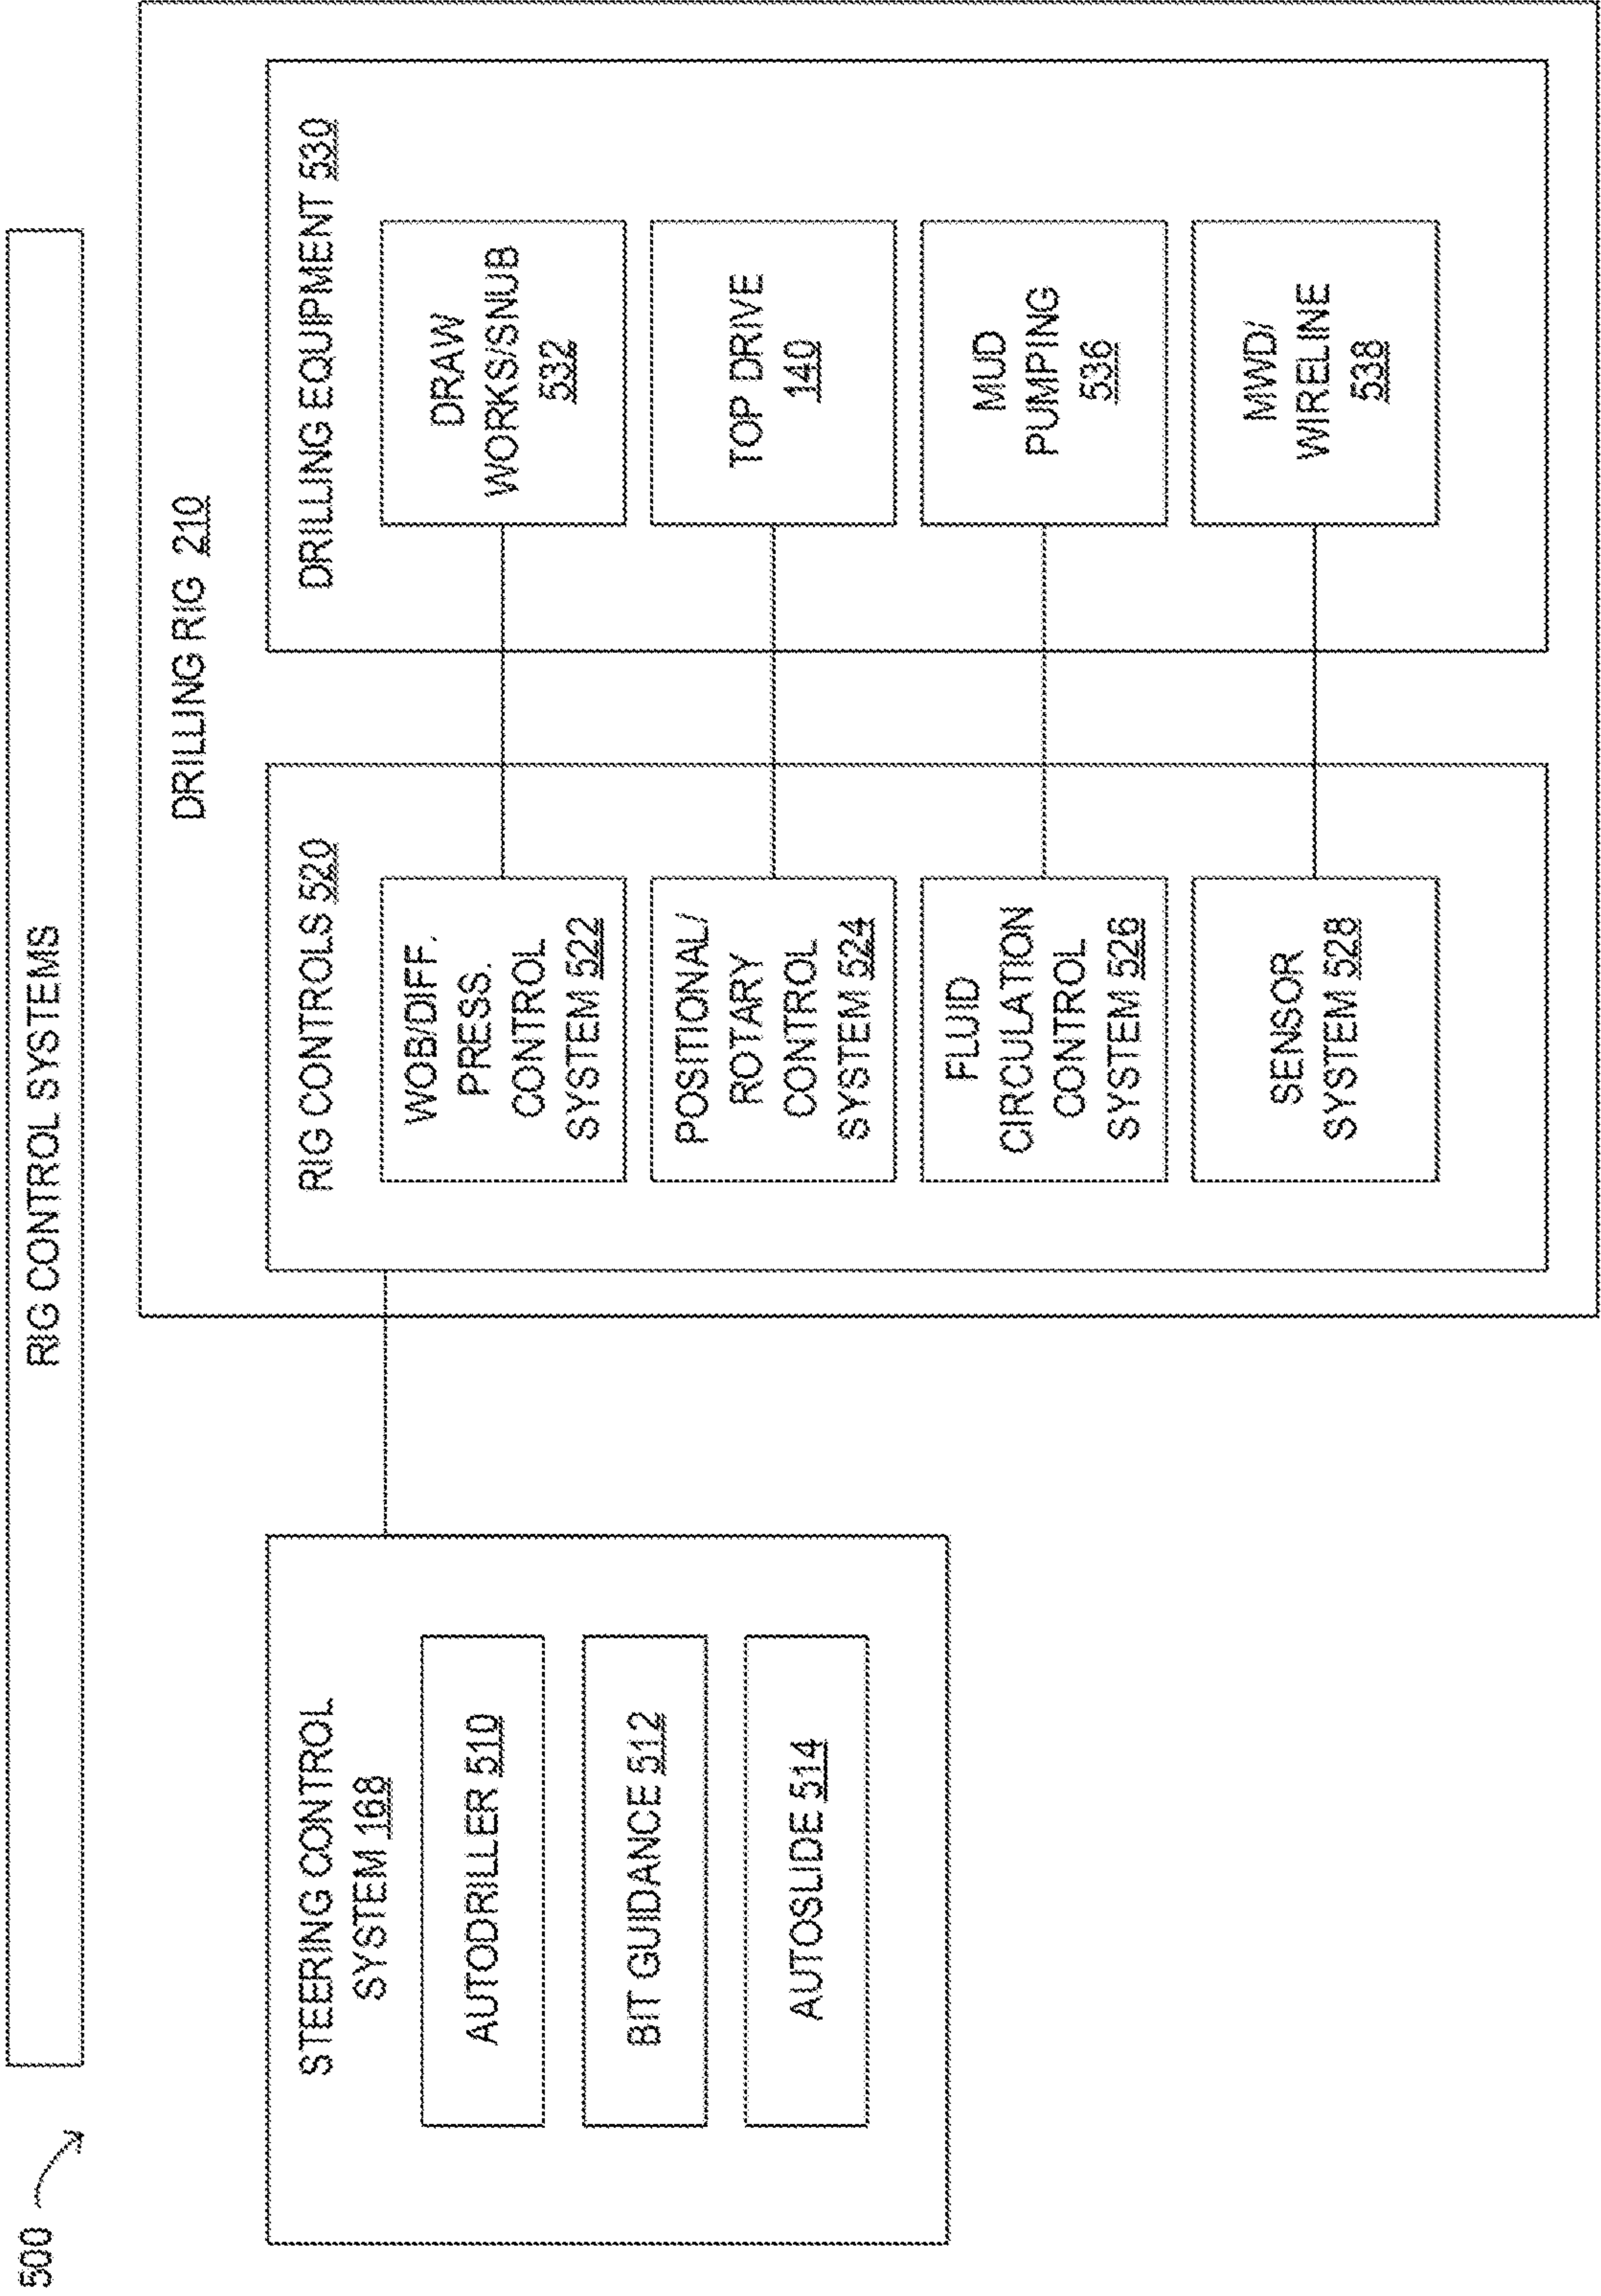 500
RIG CONTROL SYSTEMS
STEERING CONTROL
SYSTEM 168
AUTODRILLER 510
BIT GUIDANCE 512
AUTOSLIDE 514
DRILLING RIG 210
RIG CONTROLS 520
WOB/DIFF.
PRESS.
CONTROL
SYSTEM 522
POSITIONAL/
ROTARY
CONTROL
SYSTEM 524
FLUID
CIRCULATION
CONTROL
SYSTEM 526
SENSOR
SYSTEM 528
DRILLING EQUIPMENT 530
DRAW
WORKS/SNUB
532
TOP DRIVE
140
MUD
PUMPING
536
MWD/
WIRELINE
538